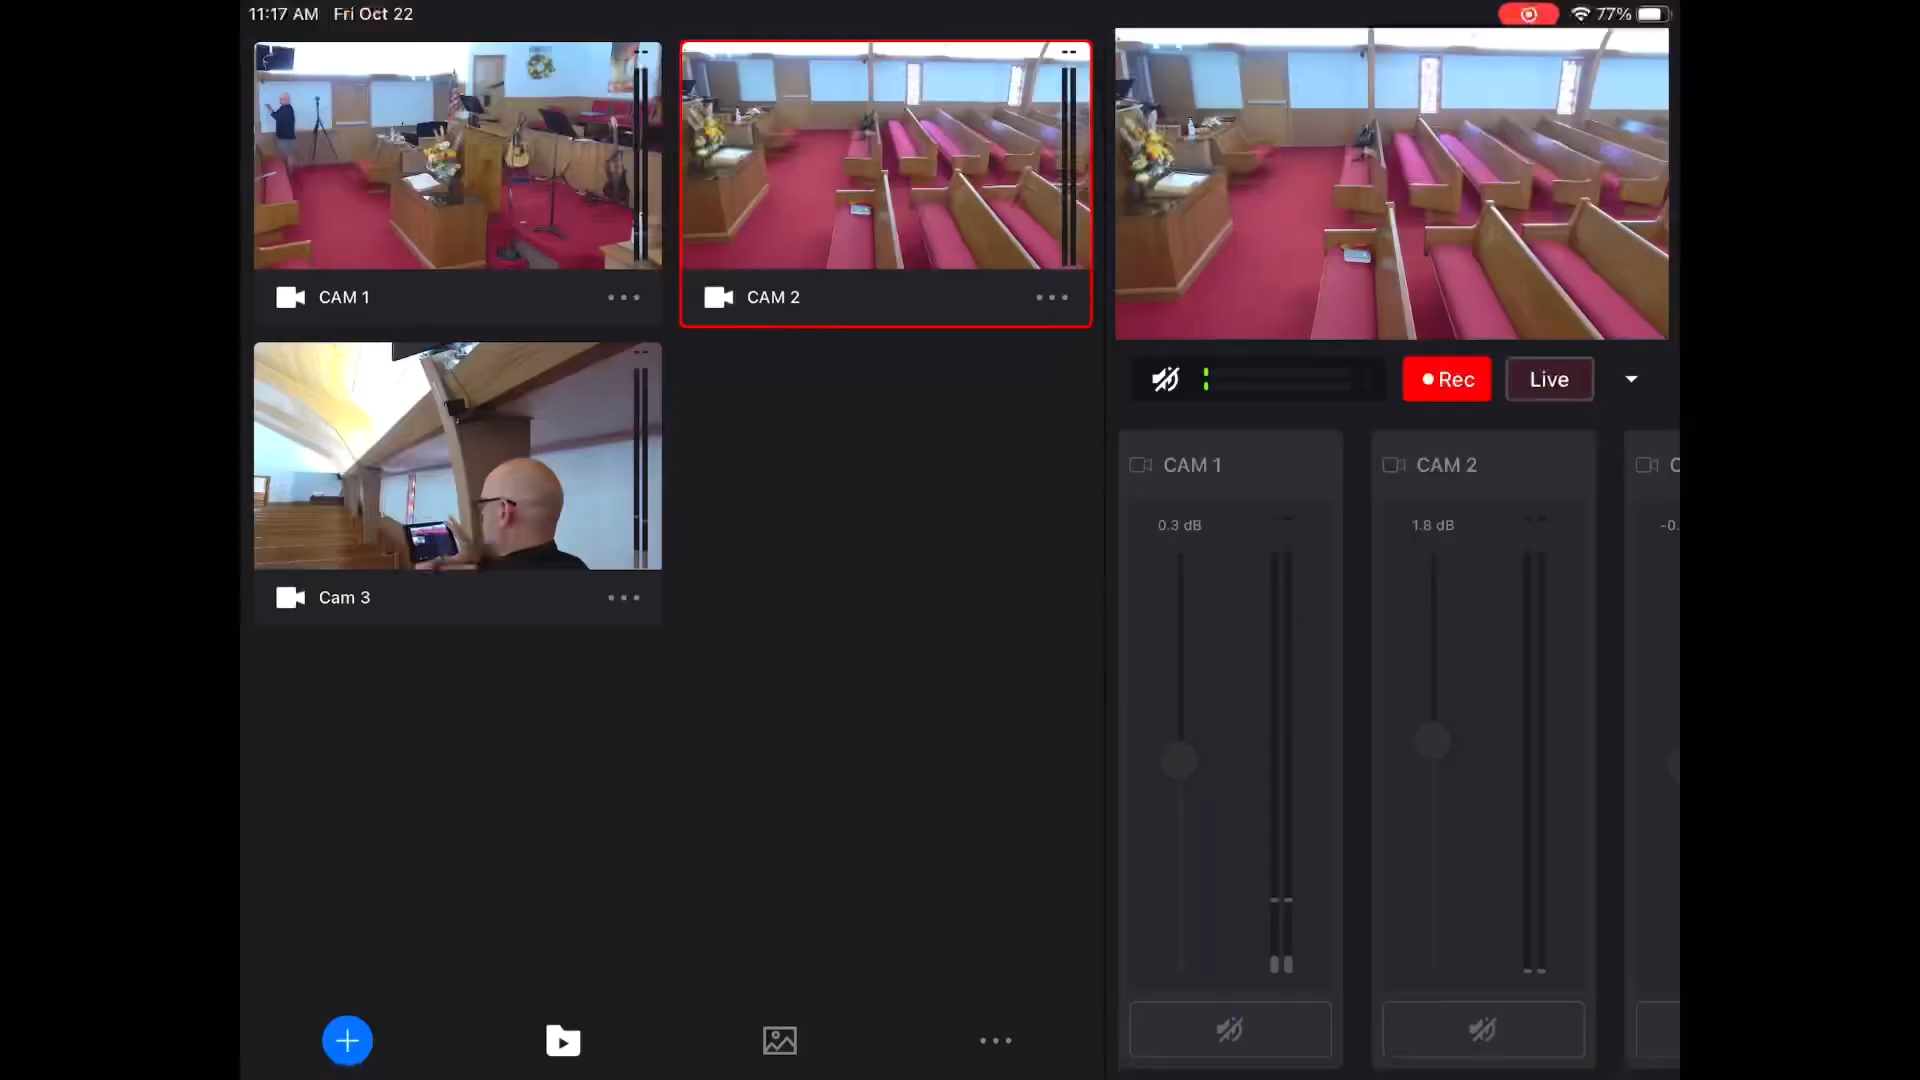 11:17 AM Fri Oct 22
77%
CAM 1
CAM 2
Cam 3
Rec
Live
CAM 1
CAM 2
C
0.3 dB
1.8 dB
-0.